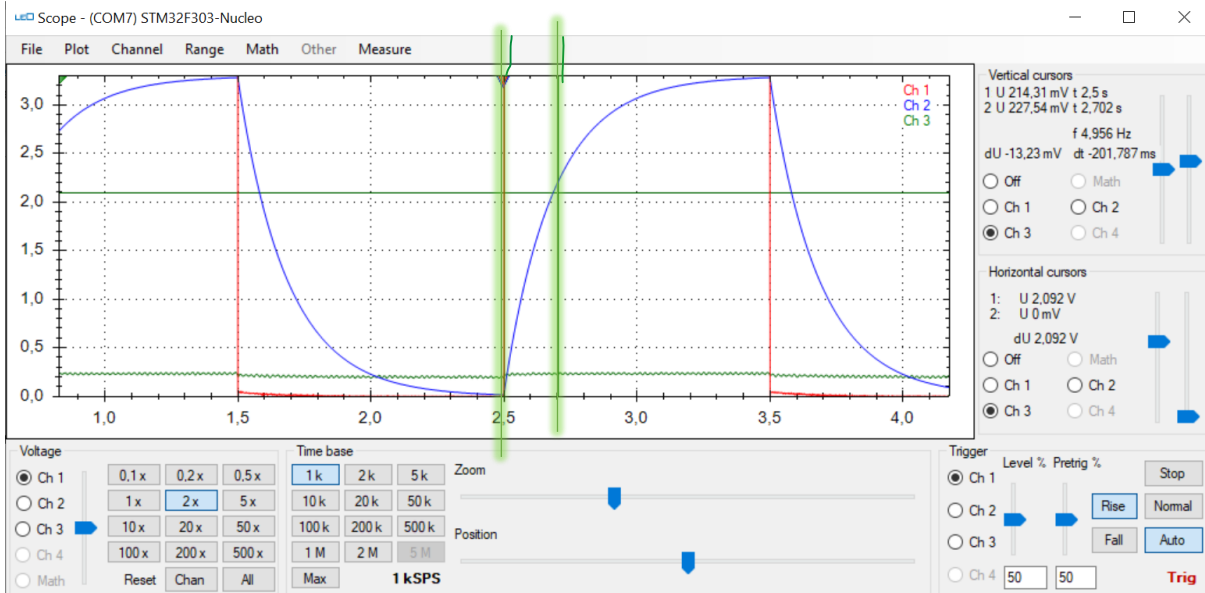 LEO Scope - (COM7) STM32F303-Nucleo
File Plot Channel Range Math Other Measure
Ch 1
Ch 2
Ch 3
3,0
2,5
2,0
1,5
1,0
0,5
0,0
1,0 1,5 2,0 2,5 3,0 3,5 4,0
Vertical cursors
1 U 214,31 mV t 2,5 s
2 U 227,54 mV t 2,702 s
f 4,956 Hz
dU -13,23 mV dt -201,787 ms
Off Math
Ch 1 Ch 2
Ch 3 Ch 4
Horizontal cursors
1: U 2,092 V
2: U 0 mV
dU 2,092 V
Off Math
Ch 1 Ch 2
Ch 3 Ch 4
Voltage
Ch 1 0,1 x 0,2 x 0,5 x
Ch 2 1 x 2 x 5 x
Ch 3 10 x 20 x 50 x
Ch 4 100 x 200 x 500 x
Math Reset Chan All
Time base
1 k 2 k 5 k
10 k 20 k 50 k
100 k 200 k 500 k
1 M 2 M 5 M
Max 1 kSPS
Zoom
Position
Trigger
Level % Pretrig %
Ch 1 Stop
Ch 2 Rise Normal
Ch 3 Fall Auto
Ch 4 50 50 Trig